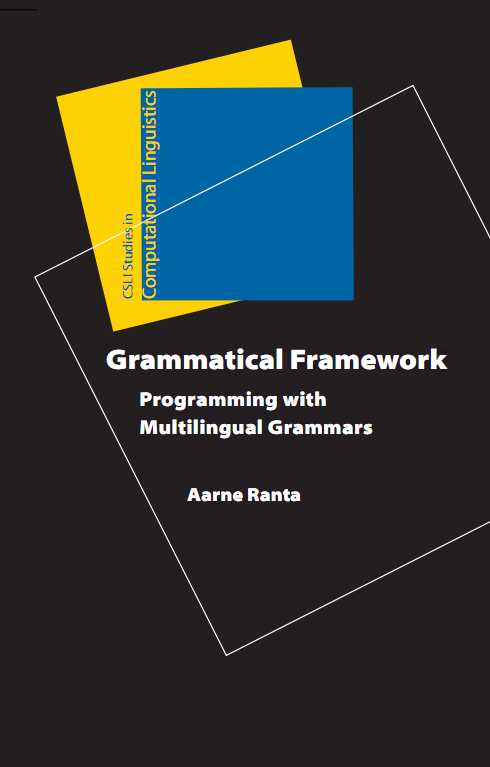 CSLI Studies in
Computational Linguistics
Grammatical Framework
Programming with
Multilingual Grammars
Aarne Ranta